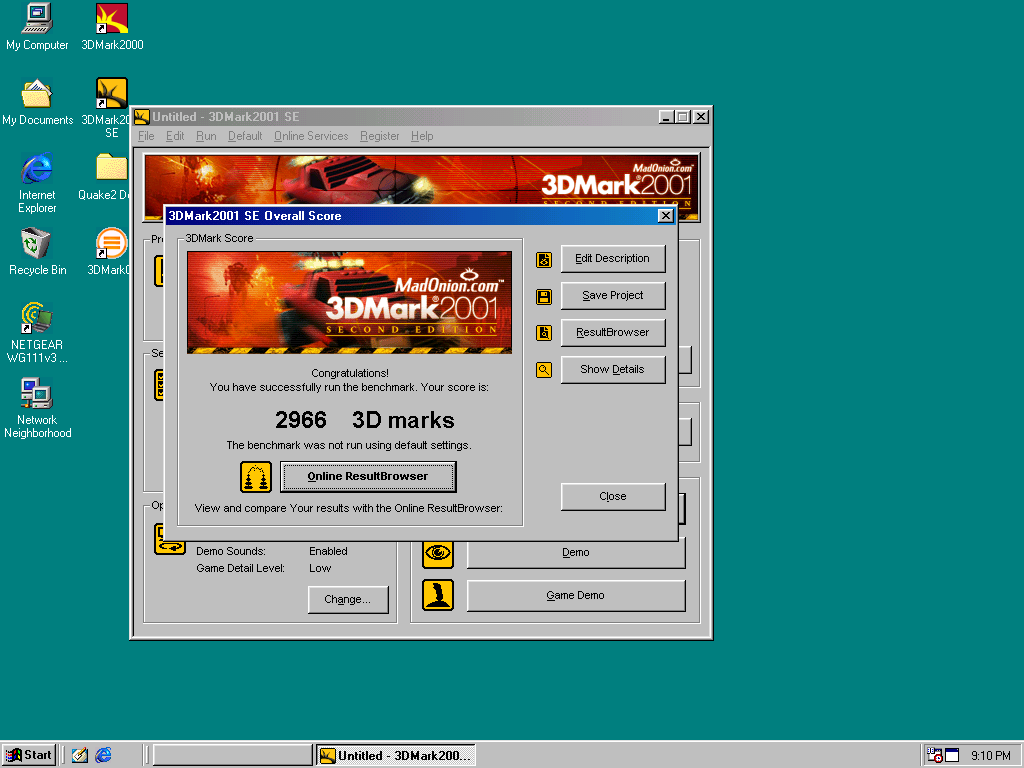 My Computer
3DMark2000
My Documents
3DMark20
SE
Internet
Explorer
Quake2 D
Recycle Bin
3DMark0
NETGEAR
WG111v3 ...
Network
Neighborhood
Untitled - 3DMark2001 SE
File Edit Run Default Online Services Register Help
MadOnion.com
3DMark2001
SECOND EDITION
3DMark2001 SE Overall Score
3DMark Score
MadOnion.com™
3DMark2001
SECOND EDITION
Congratulations!
You have successfully run the benchmark. Your score is:
2966 3D marks
The benchmark was not run using default settings.
Online ResultBrowser
View and compare Your results with the Online ResultBrowser:
Edit Description
Save Project
ResultBrowser
Show Details
Close
Pr
Se
Op
Demo Sounds: Enabled
Game Detail Level: Low
Change...
Demo
Game Demo
Start
Untitled - 3DMark200...
9:10 PM